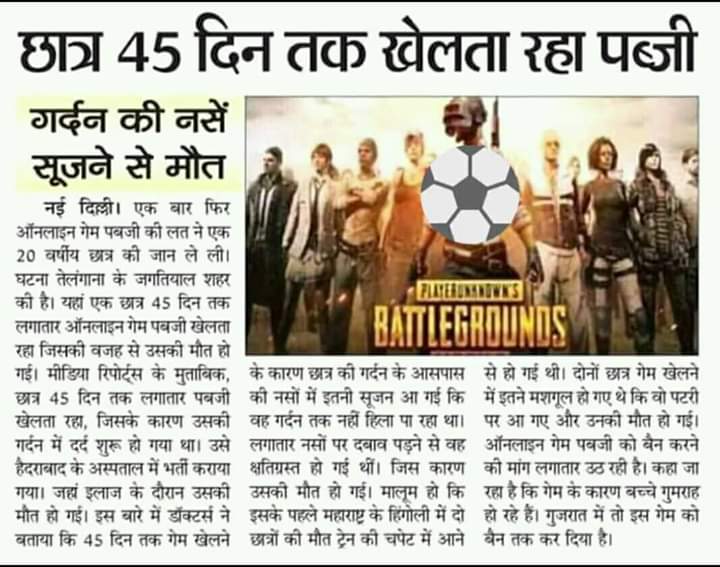 छात्र 45 दिन तक खेलता रहा पब्जी
गर्दन की नसें
सूजने से मौत
नई दिल्ली। एक बार फिर
ऑनलाइन गेम पबजी की लत ने एक
20 वर्षीय छात्र की जान ले ली।
घटना तेलंगाना के जगतियाल शहर
की है। यहां एक छात्र 45 दिन तक
लगातार ऑनलाइन गेम पबजी खेलता
रहा जिसकी वजह से उसकी मौत हो
गई। मीडिया रिपोर्ट्स के मुताबिक,
छात्र 45 दिन तक लगातार पबजी
खेलता रहा, जिसके कारण उसकी
गर्दन में दर्द शुरू हो गया था। उसे
हैदराबाद के अस्पताल में भर्ती कराया
गया। जहां इलाज के दौरान उसकी
मौत हो गई। इस बारे में डॉक्टर्स ने
बताया कि 45 दिन तक गेम खेलने
PLAYERUNKNOWN'S
BATTLEGROUNDS
के कारण छात्र की गर्दन के आसपास
की नसों में इतनी सूजन आ गई कि
वह गर्दन तक नहीं हिला पा रहा था।
लगातार नसों पर दबाव पड़ने से वह
क्षतिग्रस्त हो गई थीं। जिस कारण
उसकी मौत हो गई। मालूम हो कि
इसके पहले महाराष्ट्र के हिंगोली में दो
छात्रों की मौत ट्रेन की चपेट में आने
से हो गई थी। दोनों छात्र गेम खेलने
में इतने मशगूल हो गए थे कि वो पटरी
पर आ गए और उनकी मौत हो गई।
ऑनलाइन गेम पबजी को बैन करने
की मांग लगातार उठ रही है। कहा जा
रहा है कि गेम के कारण बच्चे गुमराह
हो रहे हैं। गुजरात में तो इस गेम को
बैन तक कर दिया है।